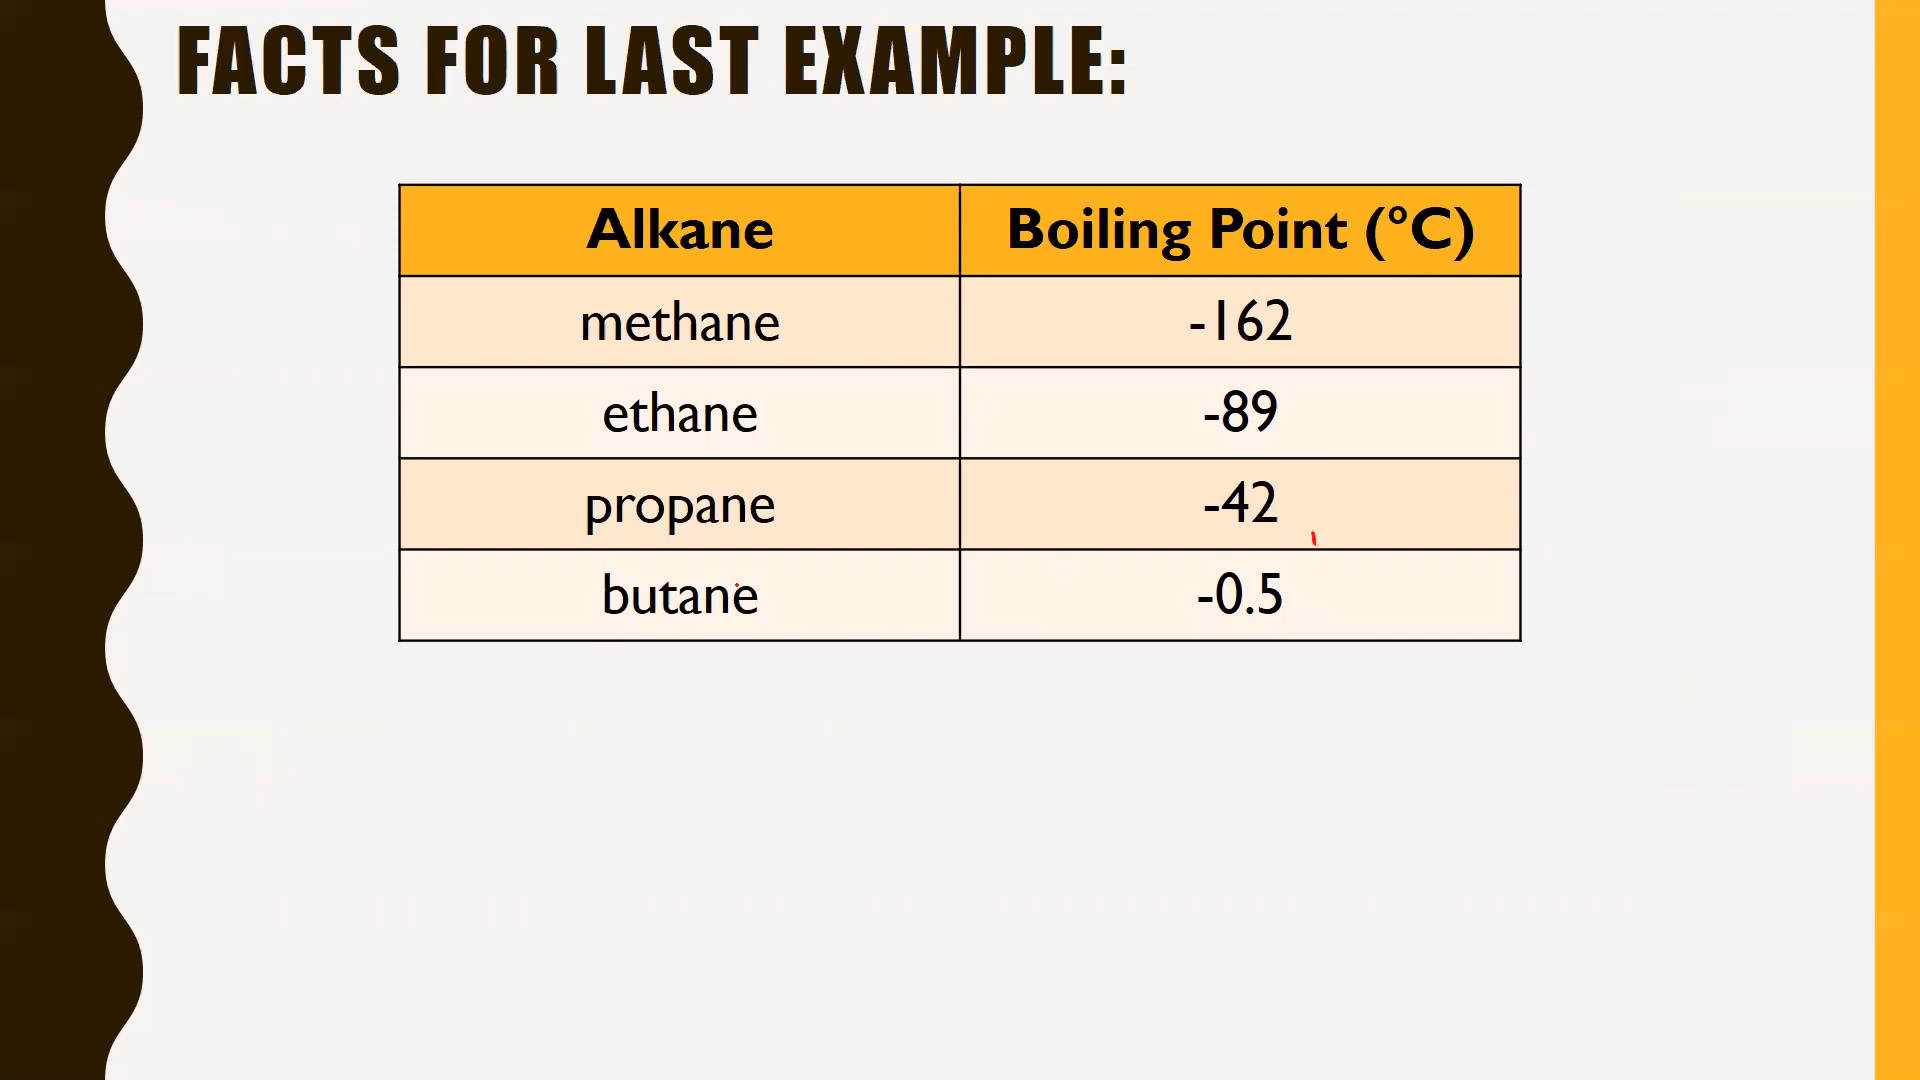 FACTS FOR LAST EXAMPLE:
Alkane Boiling Point (°C)
methane -162
ethane -89
propane -42
butane -0.5